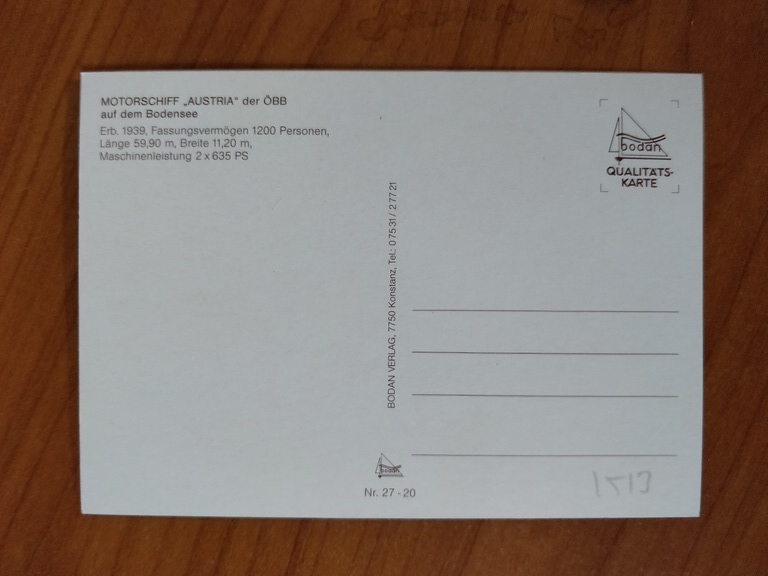 MOTORSCHIFF „AUSTRIA“ der ÖBB
auf dem Bodensee
Erb. 1939, Fassungsvermögen 1200 Personen,
Länge 59,90 m, Breite 11,20 m,
Maschinenleistung 2 x 635 PS
bodan
QUALITÄTS-
KARTE
BODAN VERLAG, 7750 Konstanz, Tel.: 0 75 31 / 2 77 21
bodan
Nr. 27 - 20